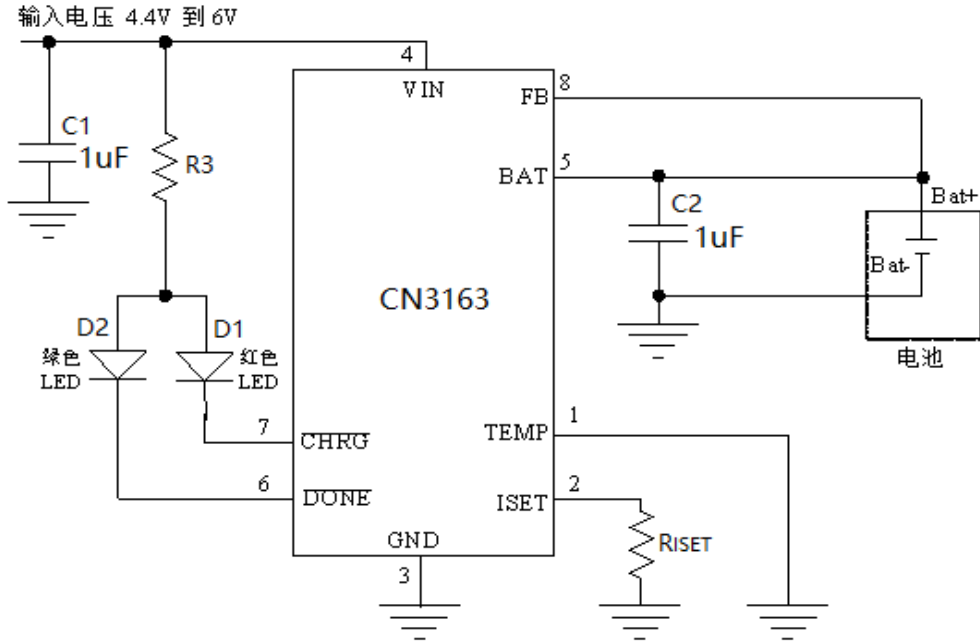 输入电压 4.4V 到 6V
4
VIN
8
FB
C1
1uF
R3
5
BAT
C2
1uF
Bat+
Bat-
电池
CN3163
D2
D1
绿色
LED
红色
LED
7
CHRG
1
TEMP
6
DONE
2
ISET
RISET
GND
3